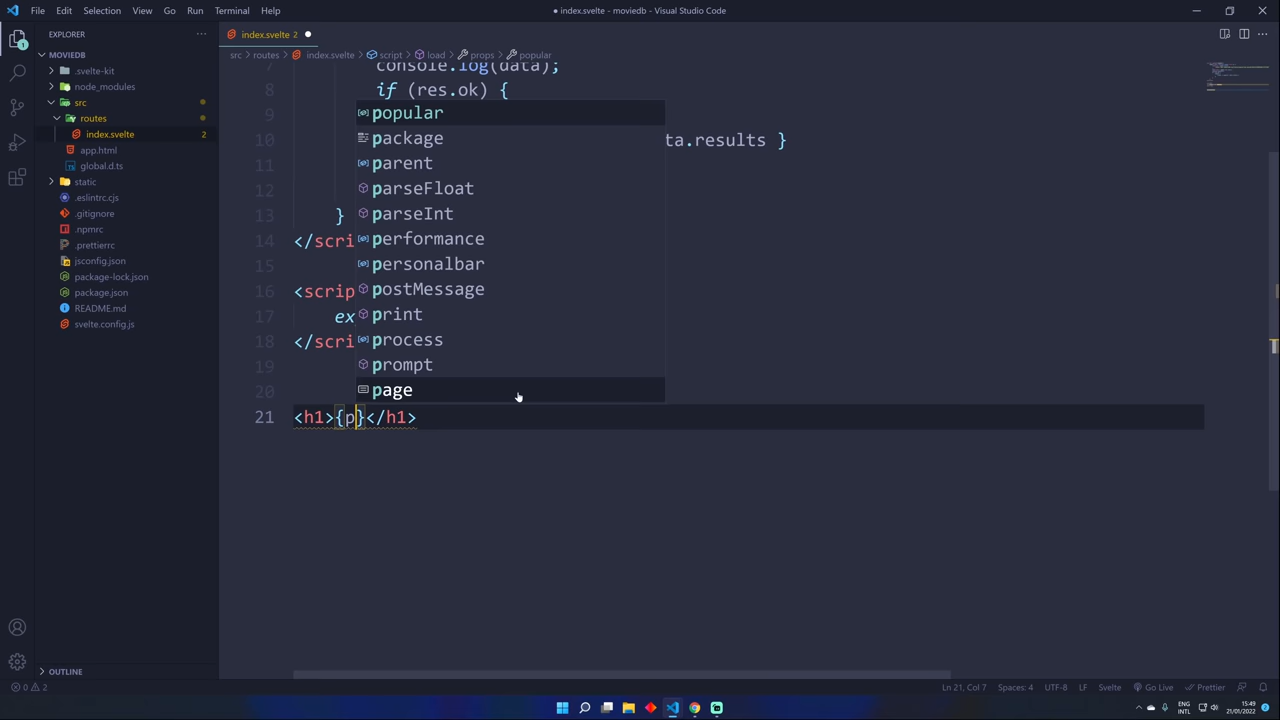 File Edit Selection View Go Run Terminal Help
● index.svelte - moviedb - Visual Studio Code
EXPLORER
MOVIEDB
.svelte-kit
node_modules
src
routes
index.svelte 2
app.html
global.d.ts
static
.eslintrc.cjs
.gitignore
.npmrc
.prettierrc
jsconfig.json
package-lock.json
package.json
README.md
svelte.config.js
OUTLINE
index.svelte 2 ●
src > routes > index.svelte > script > load > props > popular
7 console.log(data);
8 if (res.ok) {
9
10 ta.results }
11
12
13 }
14 </scri
15
16 <scrip
17 ex
18 </scri
19
20
21 <h1>{p}</h1>
popular
package
parent
parseFloat
parseInt
performance
personalbar
postMessage
print
process
prompt
page
0 2
Ln 21, Col 7 Spaces: 4 UTF-8 LF Svelte Go Live Prettier
1
ENG
INTL
15:49
21/01/2022
2